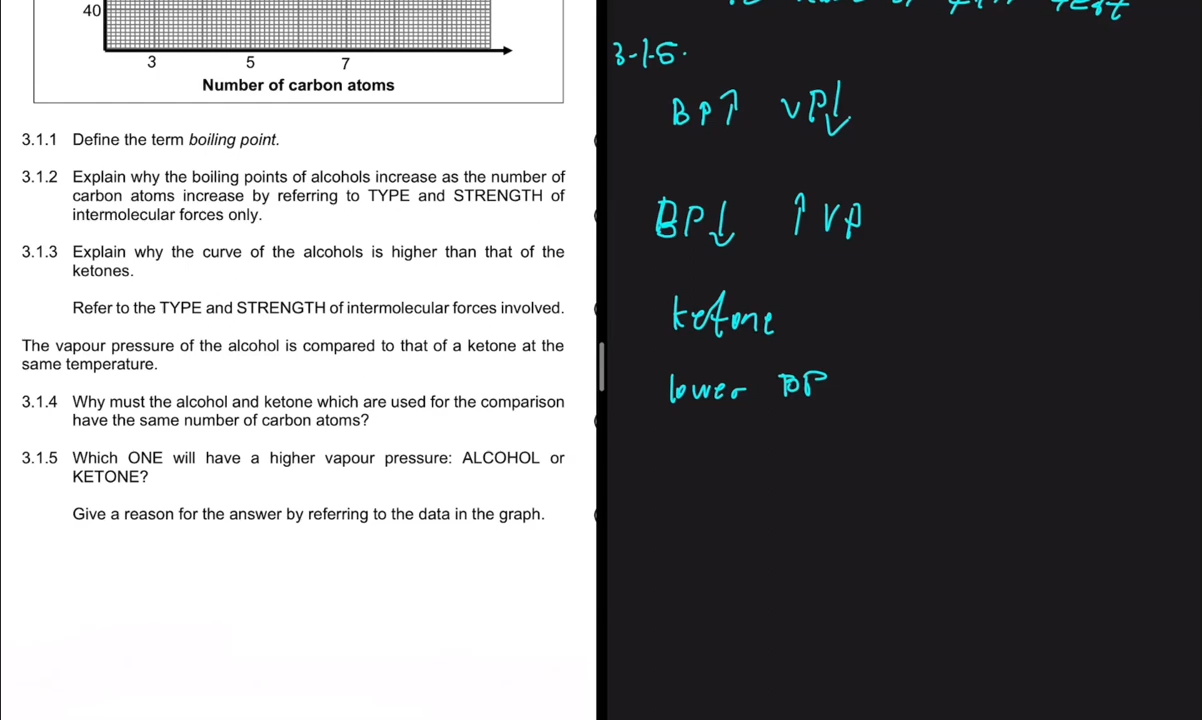 40
3 5 7
Number of carbon atoms
3.1.1 Define the term boiling point.
3.1.2 Explain why the boiling points of alcohols increase as the number of
carbon atoms increase by referring to TYPE and STRENGTH of
intermolecular forces only.
3.1.3 Explain why the curve of the alcohols is higher than that of the
ketones.
Refer to the TYPE and STRENGTH of intermolecular forces involved.
The vapour pressure of the alcohol is compared to that of a ketone at the
same temperature.
3.1.4 Why must the alcohol and ketone which are used for the comparison
have the same number of carbon atoms?
3.1.5 Which ONE will have a higher vapour pressure: ALCOHOL or
KETONE?
Give a reason for the answer by referring to the data in the graph.
test
3-1-5.
BP↑ VP↓
BP↓ ↑VP
ketone
lower BP